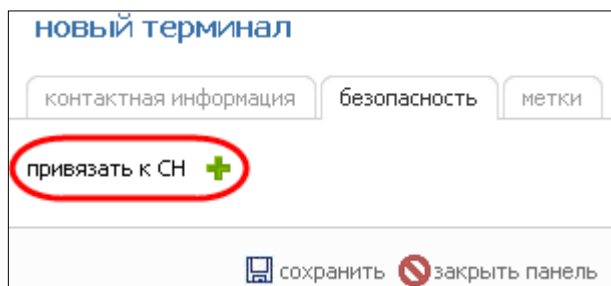 новый терминал
контактная информация безопасность метки
привязать к СН
сохранить закрыть панель